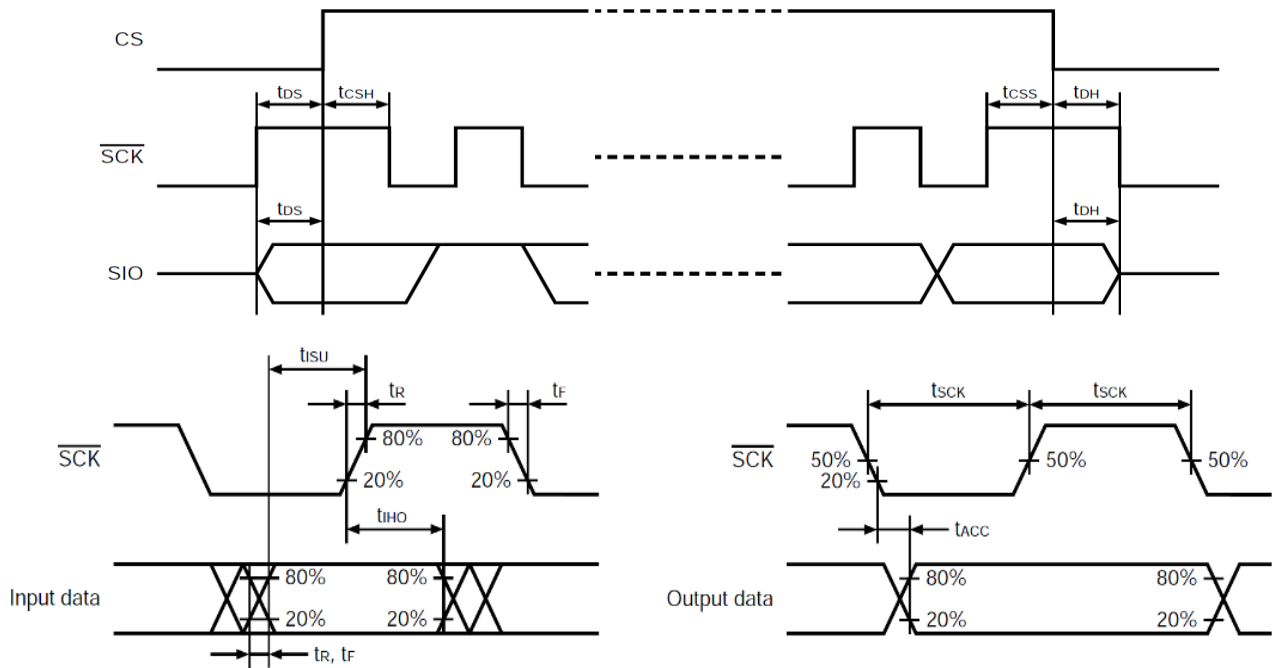 CS
tDS tCSH tCSS tDH
SCK
tDS tDH
SIO
tISU
tR tF tSCK tSCK
SCK 80% 80% SCK 50% 50% 50%
20% 20% 20%
tIHO tACC
Input data 80% 80% Output data 80% 80%
20% 20% 20% 20%
tR, tF